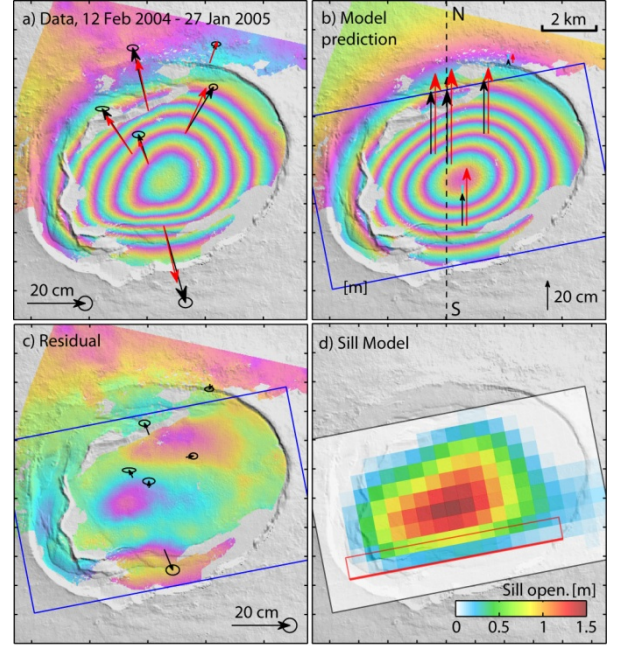 a) Data, 12 Feb 2004 - 27 Jan 2005
20 cm
b) Model
prediction
N
2 km
[m]
S
20 cm
c) Residual
20 cm
d) Sill Model
Sill open. [m]
0 0.5 1 1.5